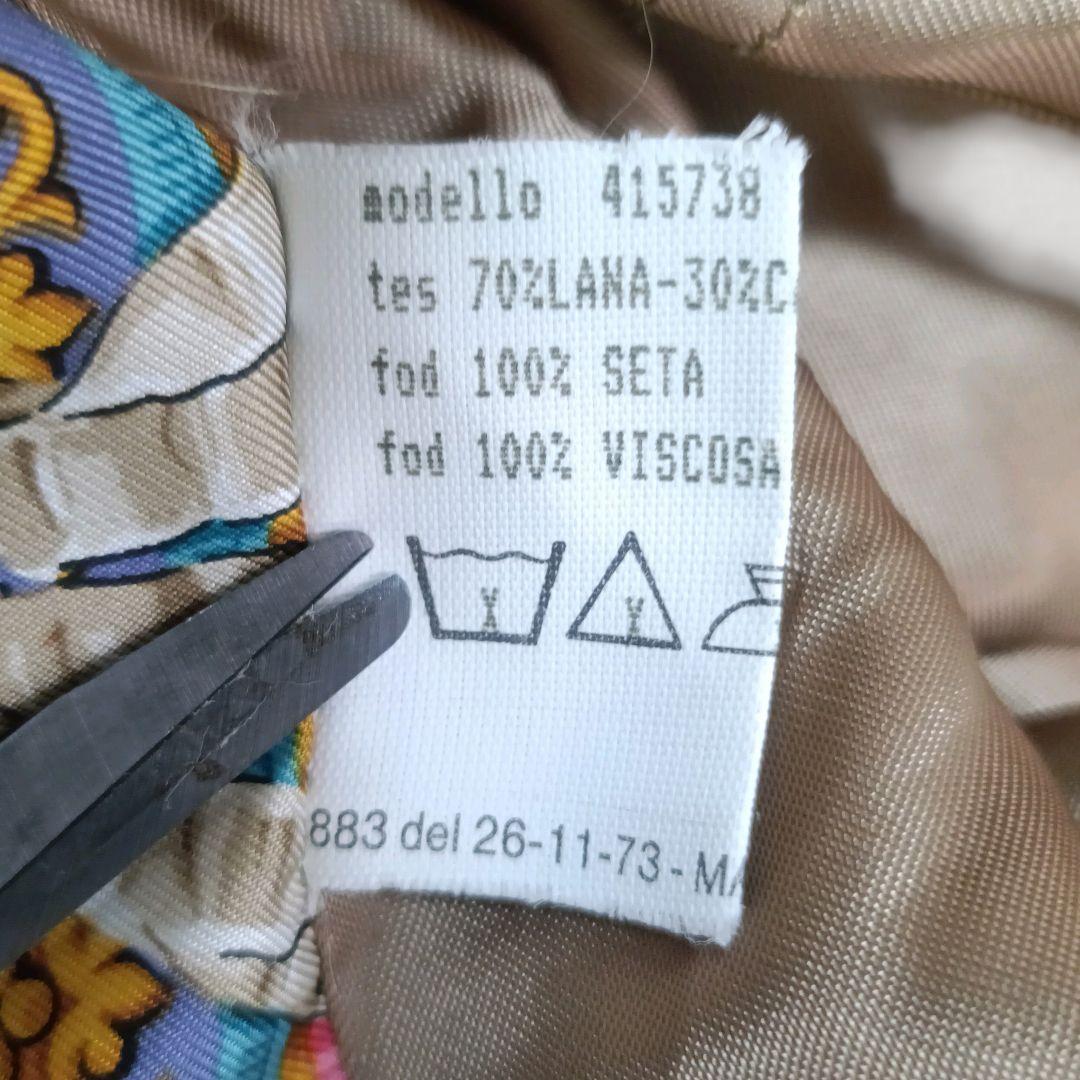 modello 415738
tes 70%LANA-30%C
fod 100% SETA
fod 100% VISCOSA
X X
883 del 26-11-73 - MA